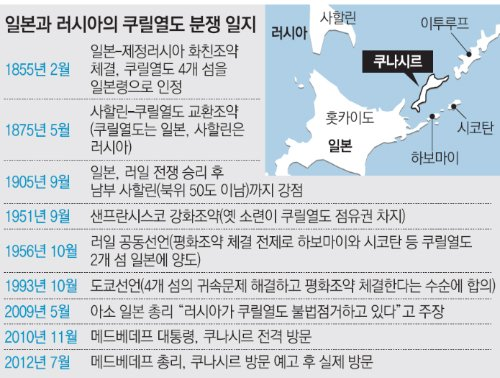 일본과 러시아의 쿠릴열도 분쟁 일지
1855년 2월
일본-제정러시아 화친조약
체결, 쿠릴열도 4개 섬을
일본령으로 인정
1875년 5월
사할린-쿠릴열도 교환조약
(쿠릴열도는 일본, 사할린은
러시아)
1905년 9월
일본, 러일 전쟁 승리 후
남부 사할린(북위 50도 이남)까지 강점
1951년 9월
샌프란시스코 강화조약(옛 소련이 쿠릴열도 점유권 차지)
1956년 10월
러일 공동선언(평화조약 체결 전제로 하보마이와 시코탄 등 쿠릴열도
2개 섬 일본에 양도)
1993년 10월
도쿄선언(4개 섬의 귀속문제 해결하고 평화조약 체결한다는 수순에 합의)
2009년 5월
아소 일본 총리 “러시아가 쿠릴열도 불법점거하고 있다”고 주장
2010년 11월
메드베데프 대통령, 쿠나시르 전격 방문
2012년 7월
메드베데프 총리, 쿠나시르 방문 예고 후 실제 방문
사할린
러시아
이투루프
쿠나시르
홋카이도
일본
시코탄
하보마이